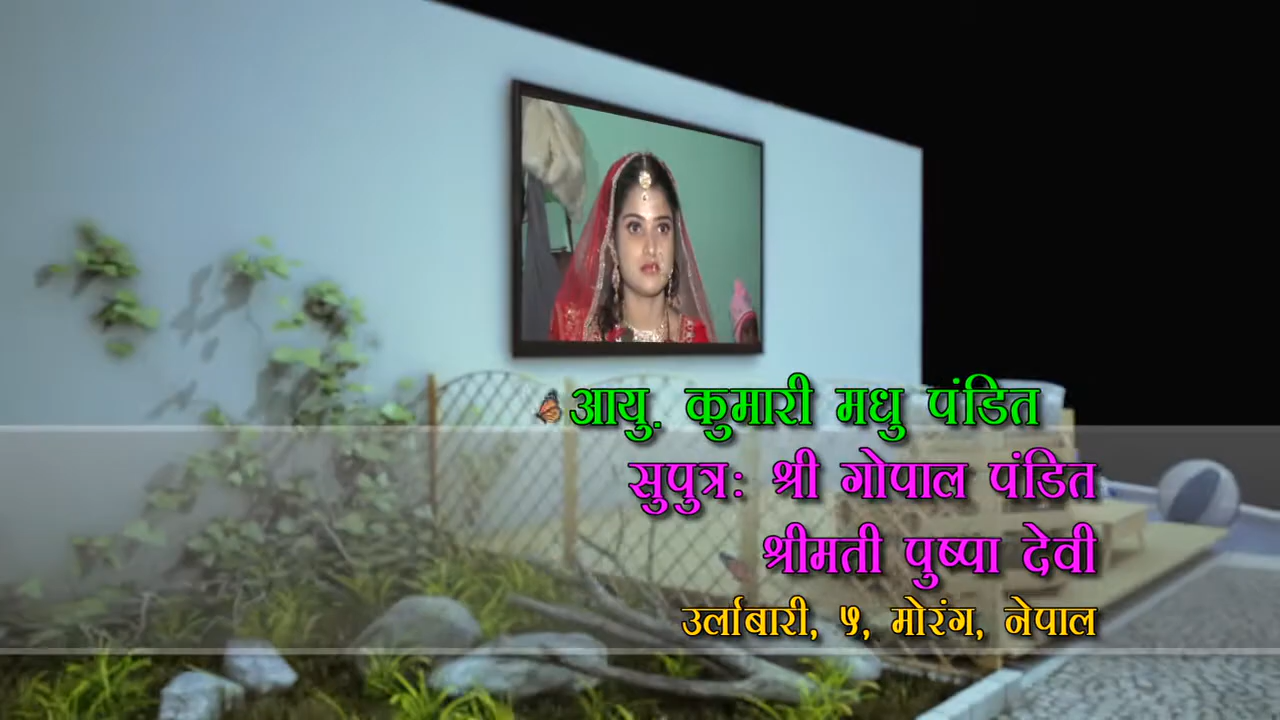 आयु. कुमारी मधु पंडित
सुपुत्रः श्री गोपाल पंडित
श्रीमती पुष्पा देवी
उर्लाबारी, ५, मोरंग, नेपाल